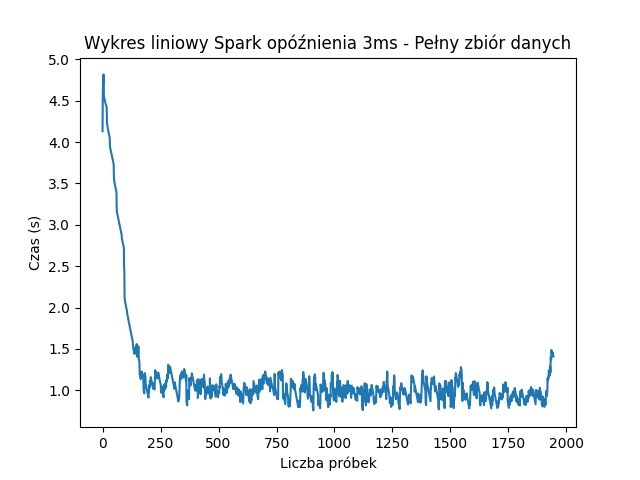 Wykres liniowy Spark opóźnienia 3ms - Pełny zbiór danych
5.0
4.5
4.0
3.5
3.0
2.5
2.0
1.5
1.0
Czas (s)
0 250 500 750 1000 1250 1500 1750 2000
Liczba próbek